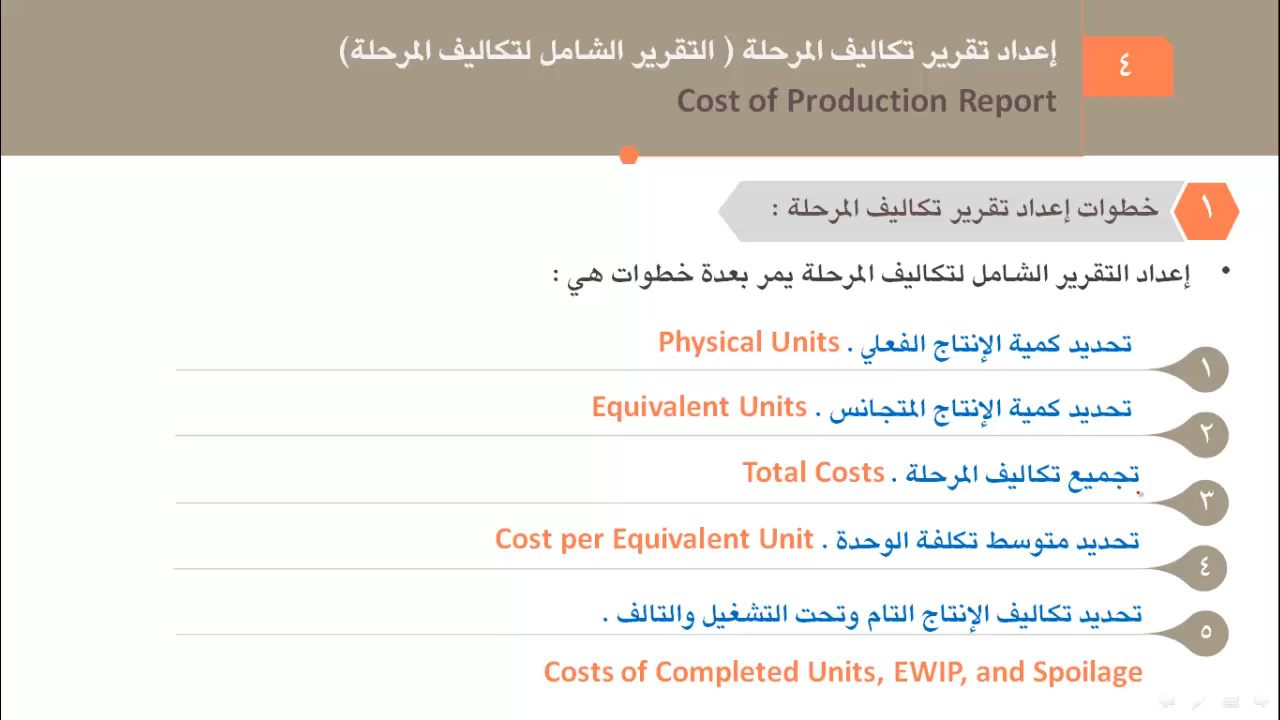 ٤
إعداد تقرير تكاليف المرحلة ( التقرير الشامل لتكاليف المرحلة)
Cost of Production Report
١
خطوات إعداد تقرير تكاليف المرحلة :
• إعداد التقرير الشامل لتكاليف المرحلة يمر بعدة خطوات هي :
١ تحديد كمية الإنتاج الفعلي . Physical Units
٢ تحديد كمية الإنتاج المتجانس . Equivalent Units
٣ تجميع تكاليف المرحلة . Total Costs
٤ تحديد متوسط تكلفة الوحدة . Cost per Equivalent Unit
٥ تحديد تكاليف الإنتاج التام وتحت التشغيل والتالف .
Costs of Completed Units, EWIP, and Spoilage